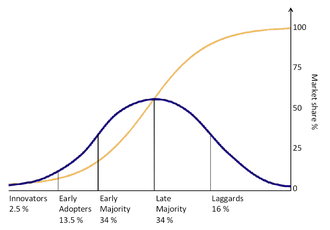 100
75
50
25
0
Market share %
Innovators
2.5 %
Early
Adopters
13.5 %
Early
Majority
34 %
Late
Majority
34 %
Laggards
16 %